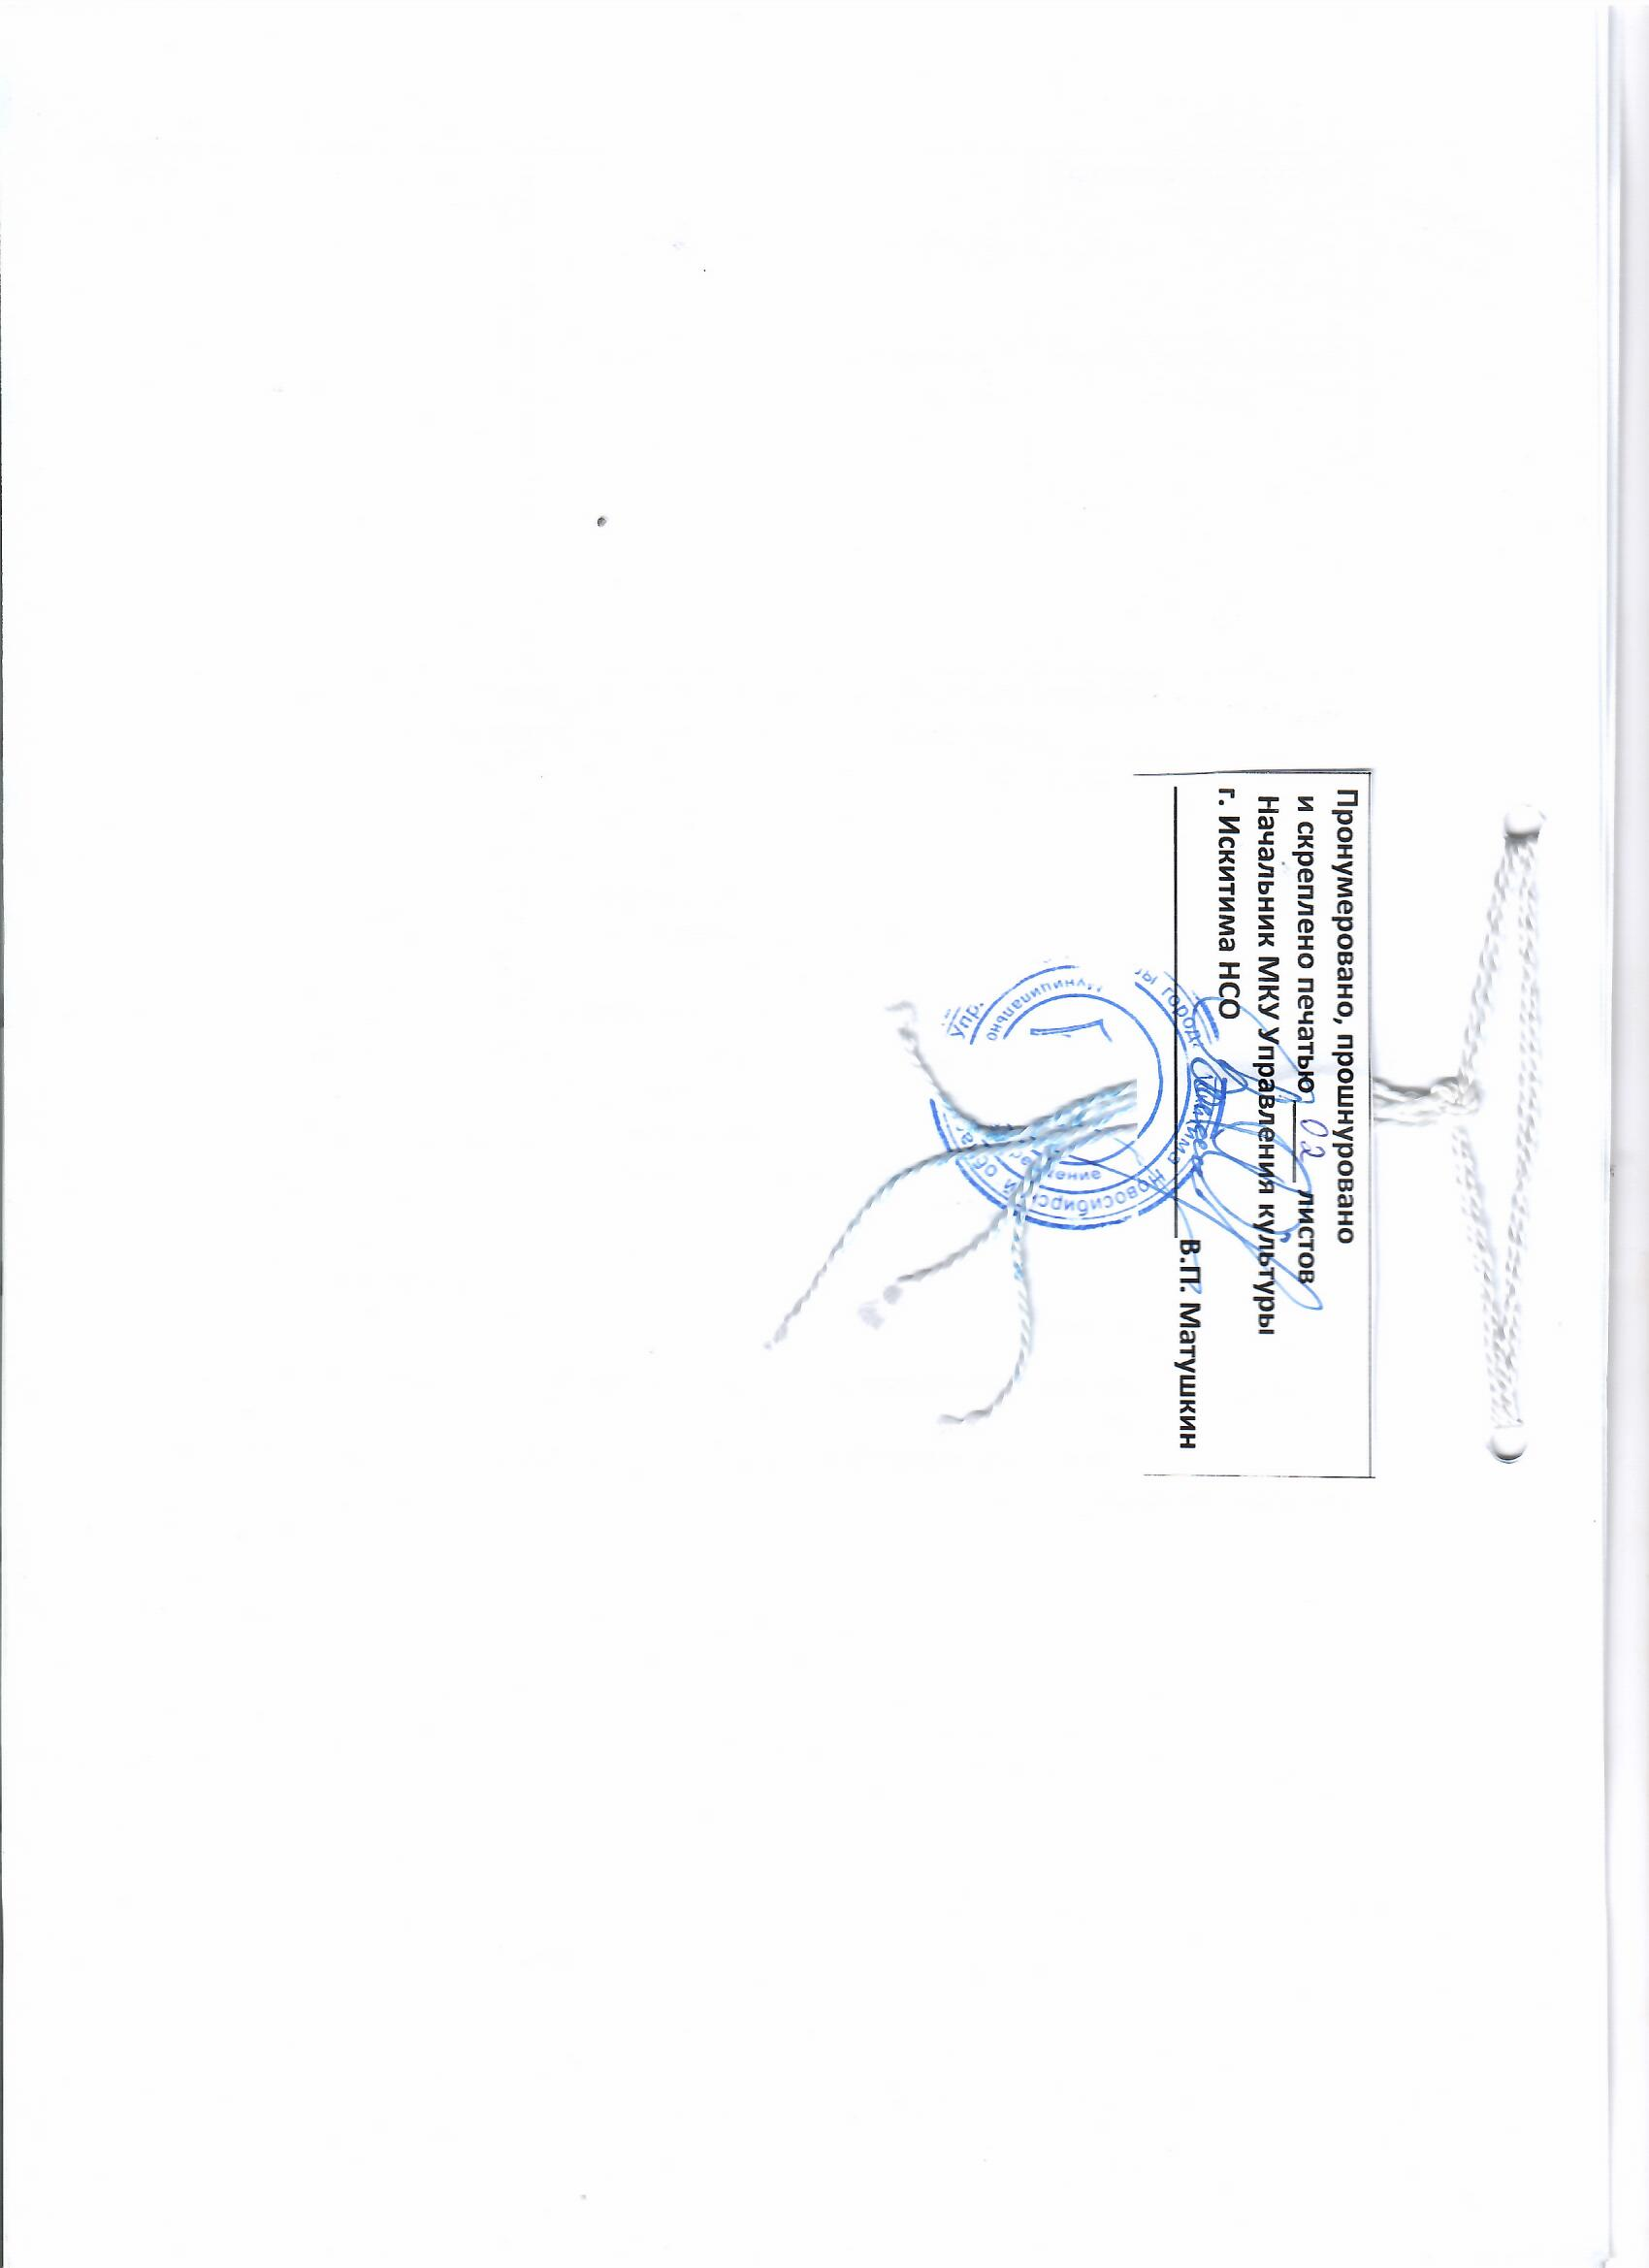 Пронумеровано, прошнуровано
и скреплено печатью 02 листов
Начальник МКУ Управления культуры
г. Искитима НСО
В.П. Матушкин